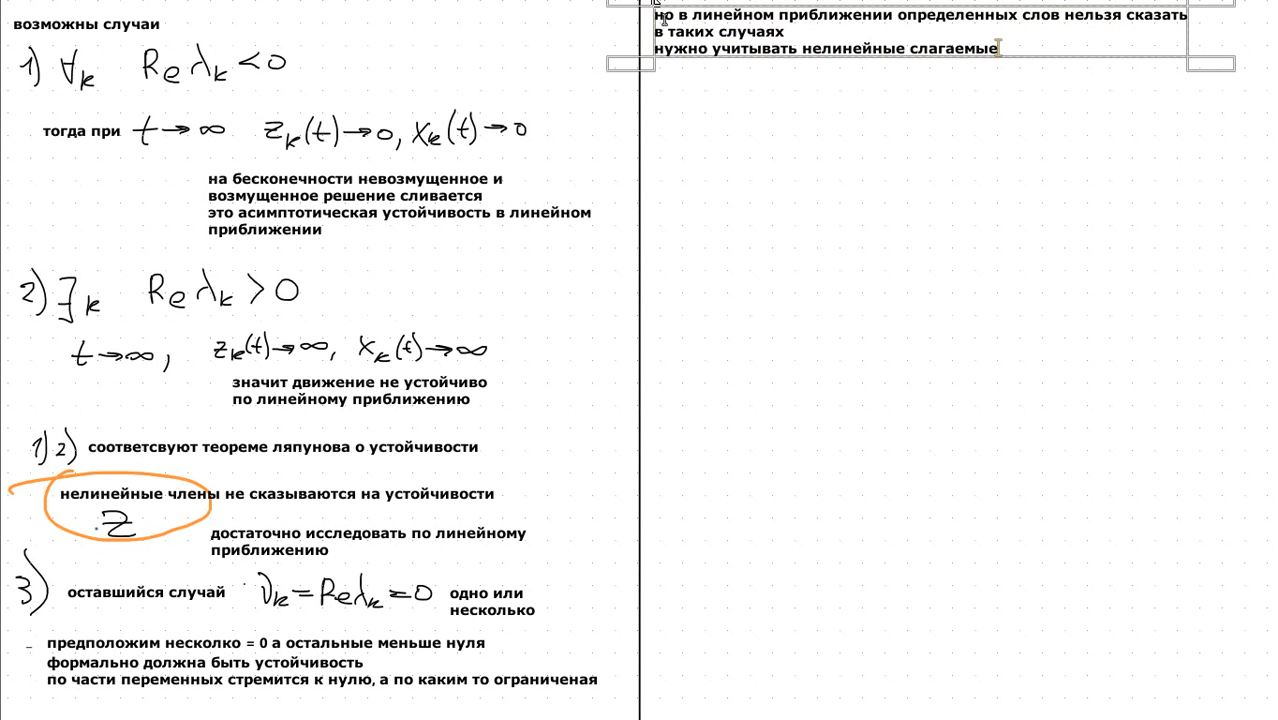 возможны случаи
1) ∀k Re λk < 0
тогда при t → ∞ zk(t) → 0, xk(t) → 0
на бесконечности невозмущенное и
возмущенное решение сливается
это асимптотическая устойчивость в линейном
приближении
2) ∃k Re λk > 0
t → ∞, zk(t) → ∞, xk(t) → ∞
значит движение не устойчиво
по линейному приближению
1) 2) соответсвуют теореме ляпунова о устойчивости
нелинейные члены не сказываются на устойчивости
Z
достаточно исследовать по линейному
приближению
3) оставшийся случай νk = Re λk = 0 одно или
несколько
предположим несколко = 0 а остальные меньше нуля
формально должна быть устойчивость
по части переменных стремится к нулю, а по каким то ограниченая
но в линейном приближении определенных слов нельзя сказать
в таких случаях
нужно учитывать нелинейные слагаемые